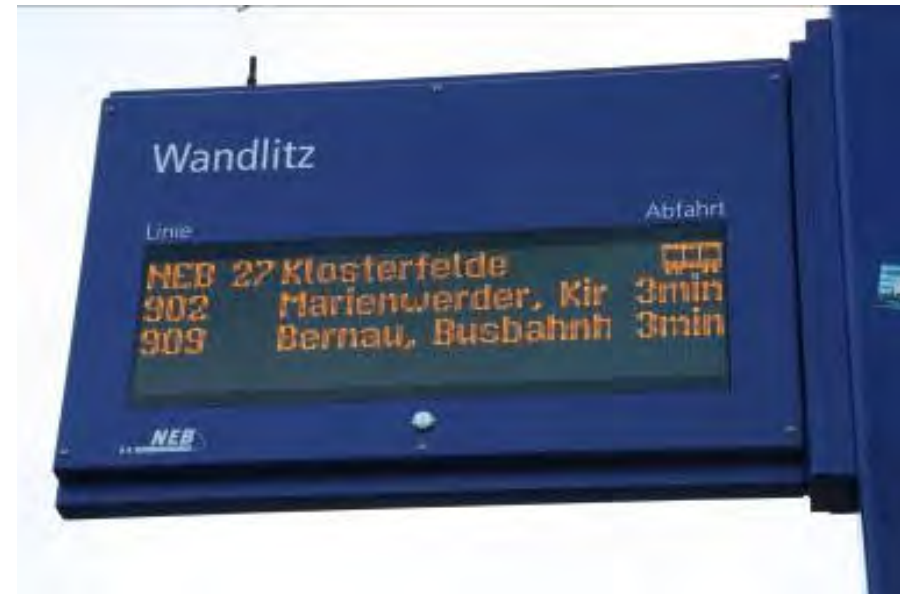 Wandlitz
Linie Abfahrt
NEB 27 Klosterfelde
902 Marienwerder, Kir 3min
909 Bernau, Busbahnh 3min
NEB